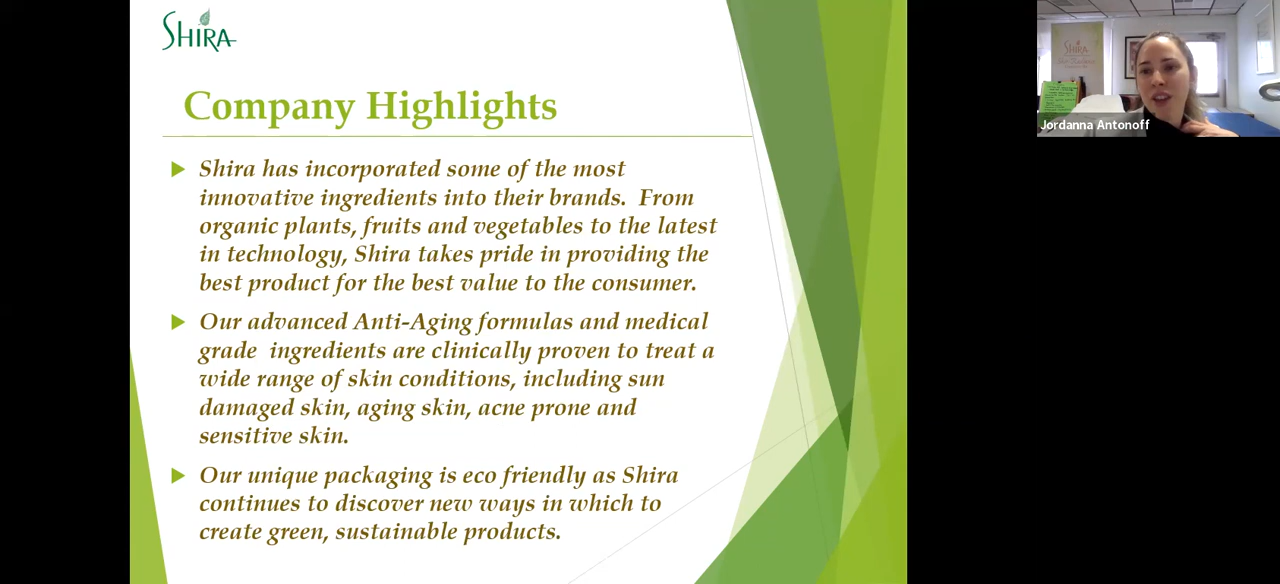 SHIRA
Company Highlights
Shira has incorporated some of the most
innovative ingredients into their brands. From
organic plants, fruits and vegetables to the latest
in technology, Shira takes pride in providing the
best product for the best value to the consumer.
Our advanced Anti-Aging formulas and medical
grade ingredients are clinically proven to treat a
wide range of skin conditions, including sun
damaged skin, aging skin, acne prone and
sensitive skin.
Our unique packaging is eco friendly as Shira
continues to discover new ways in which to
create green, sustainable products.
SHIRA
Jordanna Antonoff